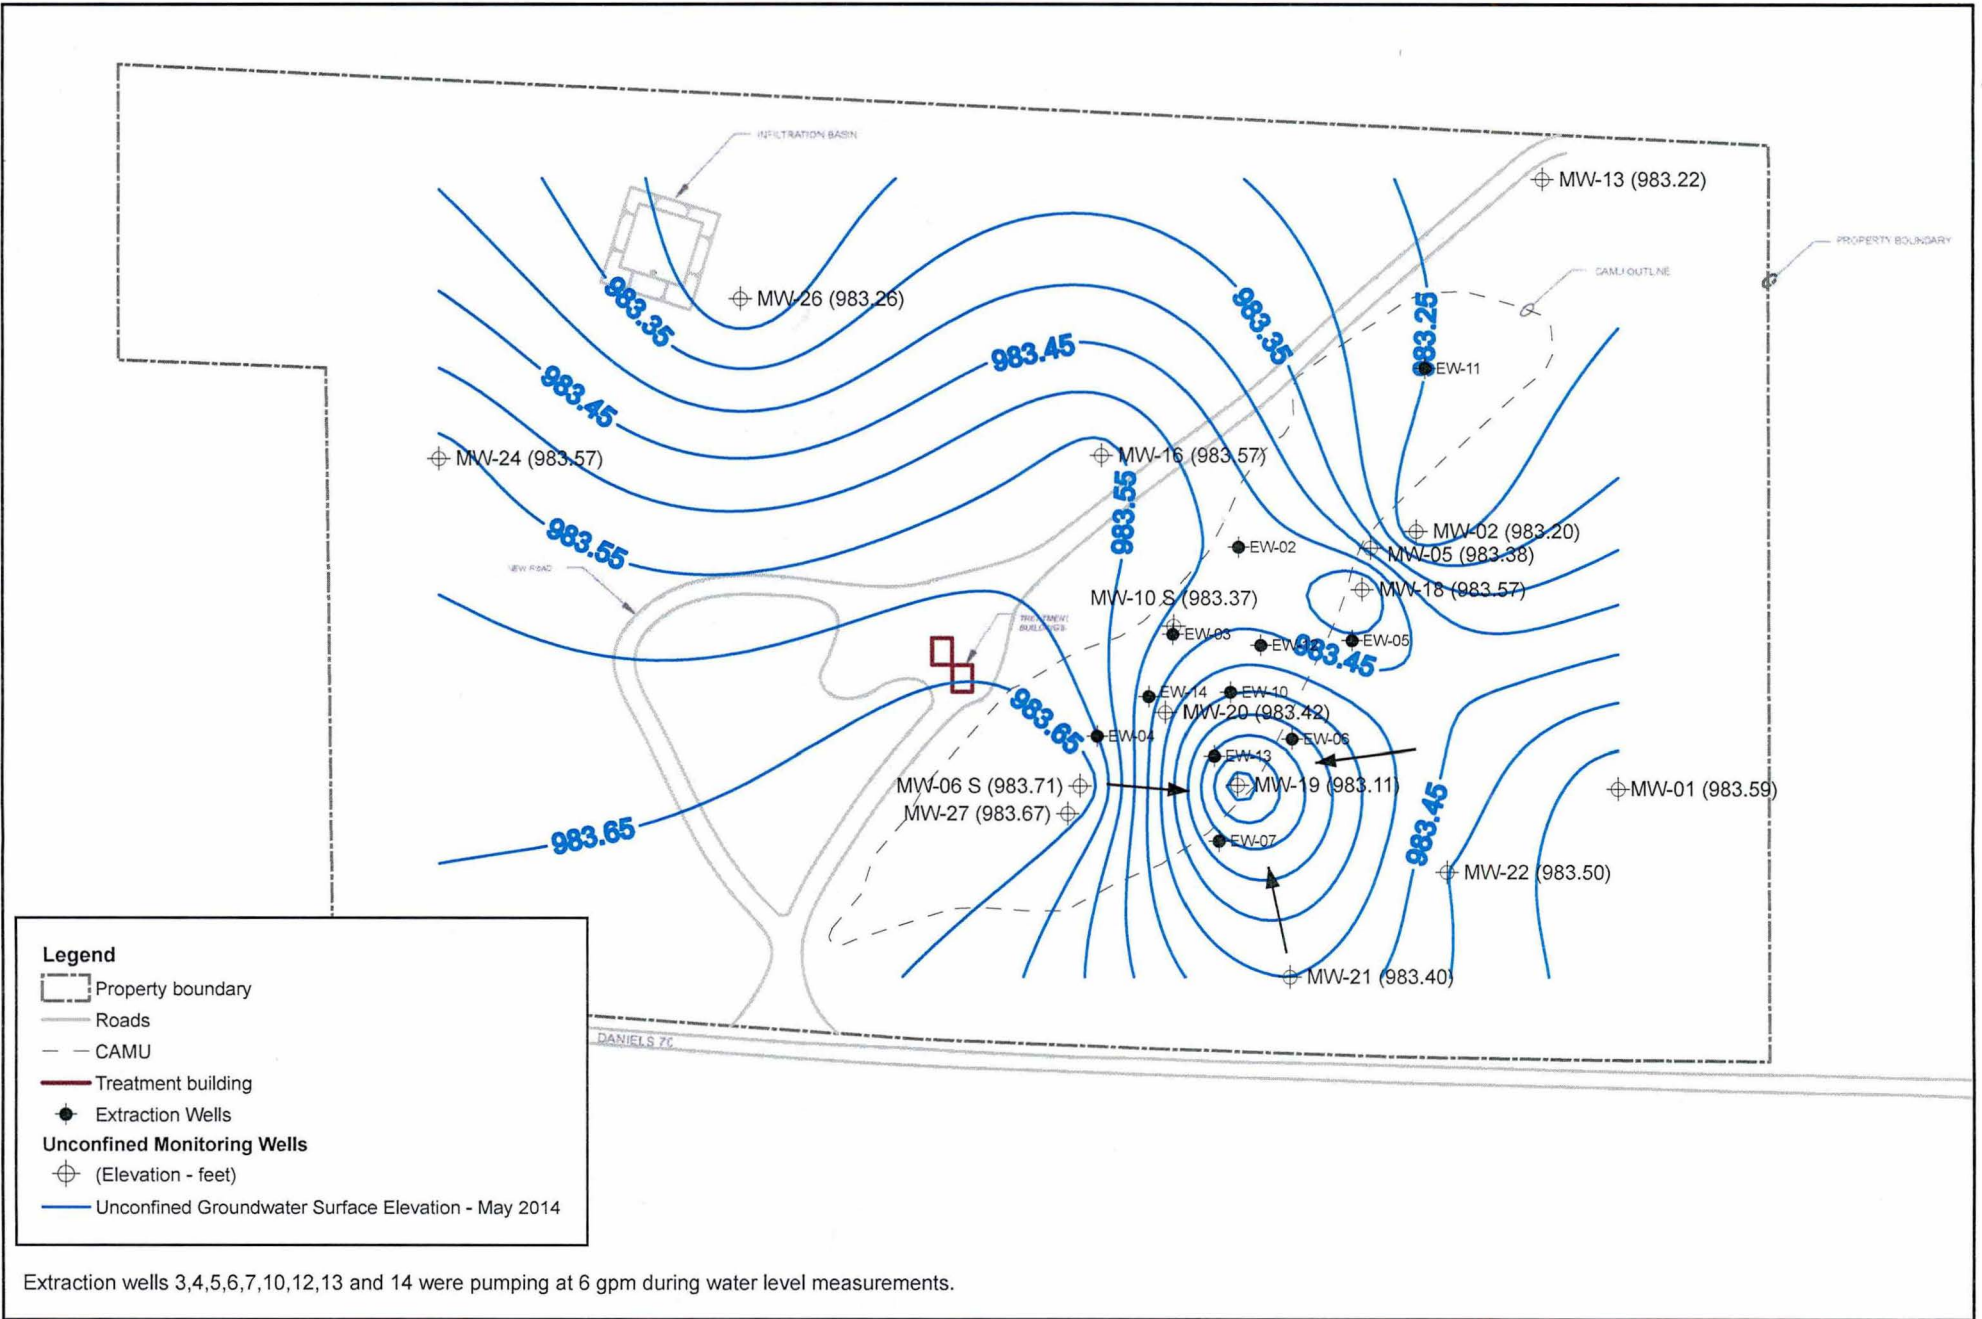 INFILTRATION BASIN
MW-13 (983.22)
PROPERTY BOUNDARY
CAMU OUTLINE
983.35
MW-26 (983.26)
983.35
983.25
983.45
EW-11
983.45
MW-24 (983.57)
MW-16 (983.57)
983.55
MW-02 (983.20)
983.55
EW-02
MW-05 (983.38)
NEW ROAD
MW-18 (983.57)
MW-10 S (983.37)
TREATMENT
BUILDINGS
EW-03
EW-12
EW-05
983.45
EW-14
EW-10
983.65
MW-20 (983.42)
EW-04
EW-06
EW-13
MW-06 S (983.71)
MW-19 (983.11)
MW-01 (983.59)
MW-27 (983.67)
983.65
983.45
EW-07
MW-22 (983.50)
MW-21 (983.40)
DANIELS 70
Legend
Property boundary
Roads
CAMU
Treatment building
Extraction Wells
Unconfined Monitoring Wells
(Elevation - feet)
Unconfined Groundwater Surface Elevation - May 2014
Extraction wells 3,4,5,6,7,10,12,13 and 14 were pumping at 6 gpm during water level measurements.